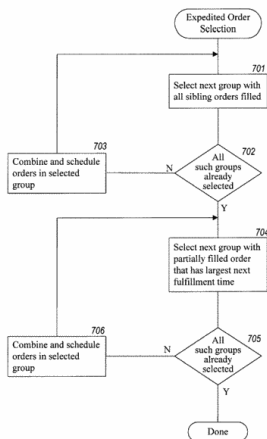 Expedited Order
Selection
701
Select next group with
all sibling orders filled
703
Combine and schedule
orders in selected
group
N
702
All
such groups
already
selected
Y
704
Select next group with
partially filled order
that has largest next
fulfillment time
706
Combine and schedule
orders in selected
group
N
705
All
such groups
already
selected
Y
Done